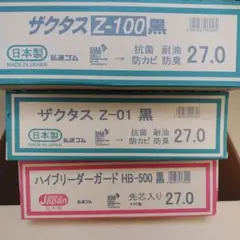 ザクタス Z-100 黒
日本製
MADE IN JAPAN
弘進ゴム
抗菌 耐油
防カビ 防臭
27.0
ザクタス Z-01 黒
日本製
MADE IN JAPAN
弘進ゴム
抗菌 耐油
防カビ 防臭
27.0
ハイブリーダーガード HB-500 黒
Japan
弘進ゴム
先芯入り
27.0